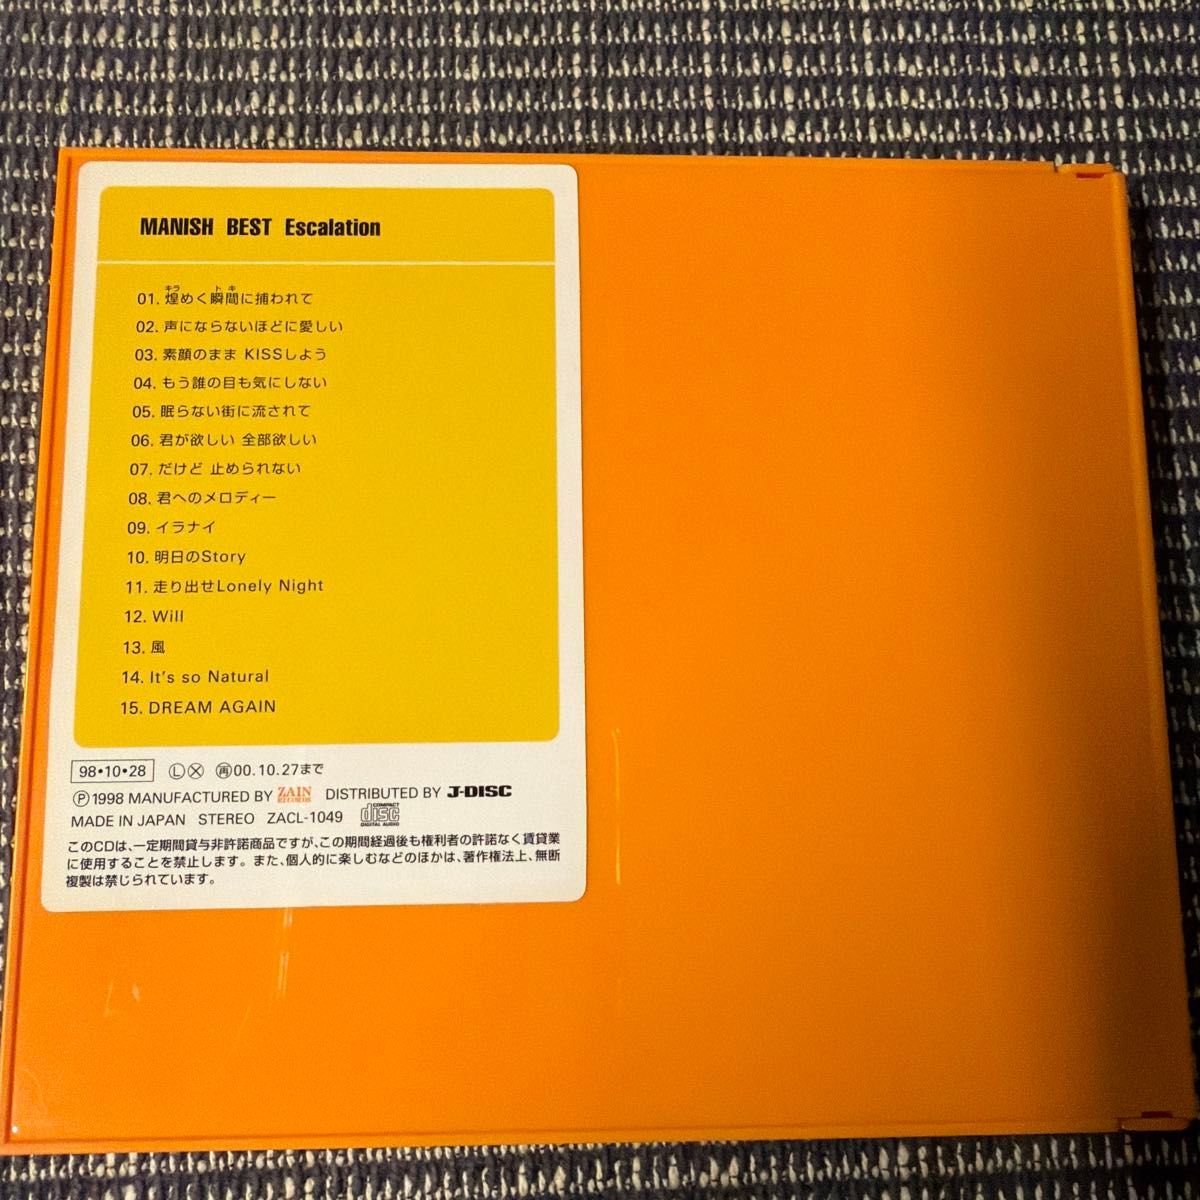 MANISH BEST Escalation
キラ トキ
01. 煌めく瞬間に捕われて
02. 声にならないほどに愛しい
03. 素顔のまま KISSしよう
04. もう誰の目も気にしない
05. 眠らない街に流されて
06. 君が欲しい 全部欲しい
07. だけど 止められない
08. 君へのメロディー
09. イラナイ
10. 明日のStory
11. 走り出せLonely Night
12. Will
13. 風
14. It's so Natural
15. DREAM AGAIN
98•10•28 Ⓛ ⓧ ㊢00.10.27まで
Ⓟ1998 MANUFACTURED BY ZAIN RECORDS DISTRIBUTED BY J-DISC
MADE IN JAPAN STEREO ZACL-1049 COMPACT disc DIGITAL AUDIO
このCDは、一定期間貸与非許諾商品ですが、この期間経過後も権利者の許諾なく賃貸業
に使用することを禁止します。また、個人的に楽しむなどのほかは、著作権法上、無断
複製は禁じられています。